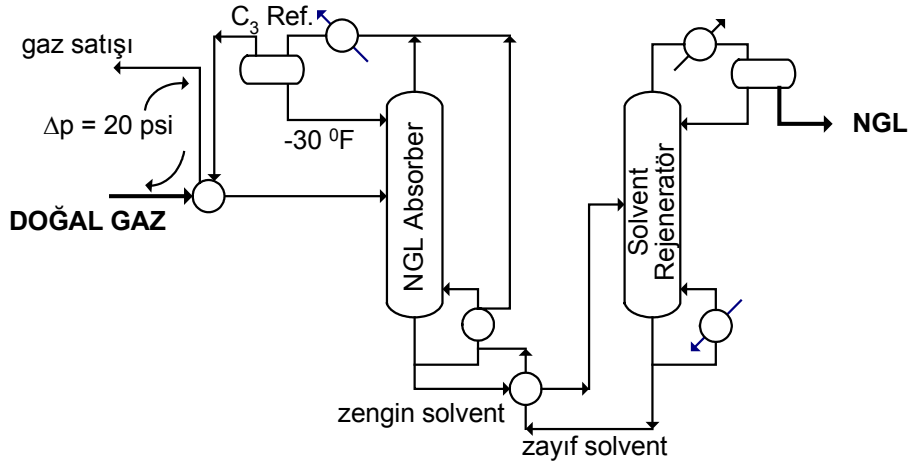 C₃ Ref.
gaz satışı
Δp = 20 psi
-30 ⁰F
DOĞAL GAZ
NGL Absorber
Solvent
Rejeneratör
NGL
zengin solvent
zayıf solvent